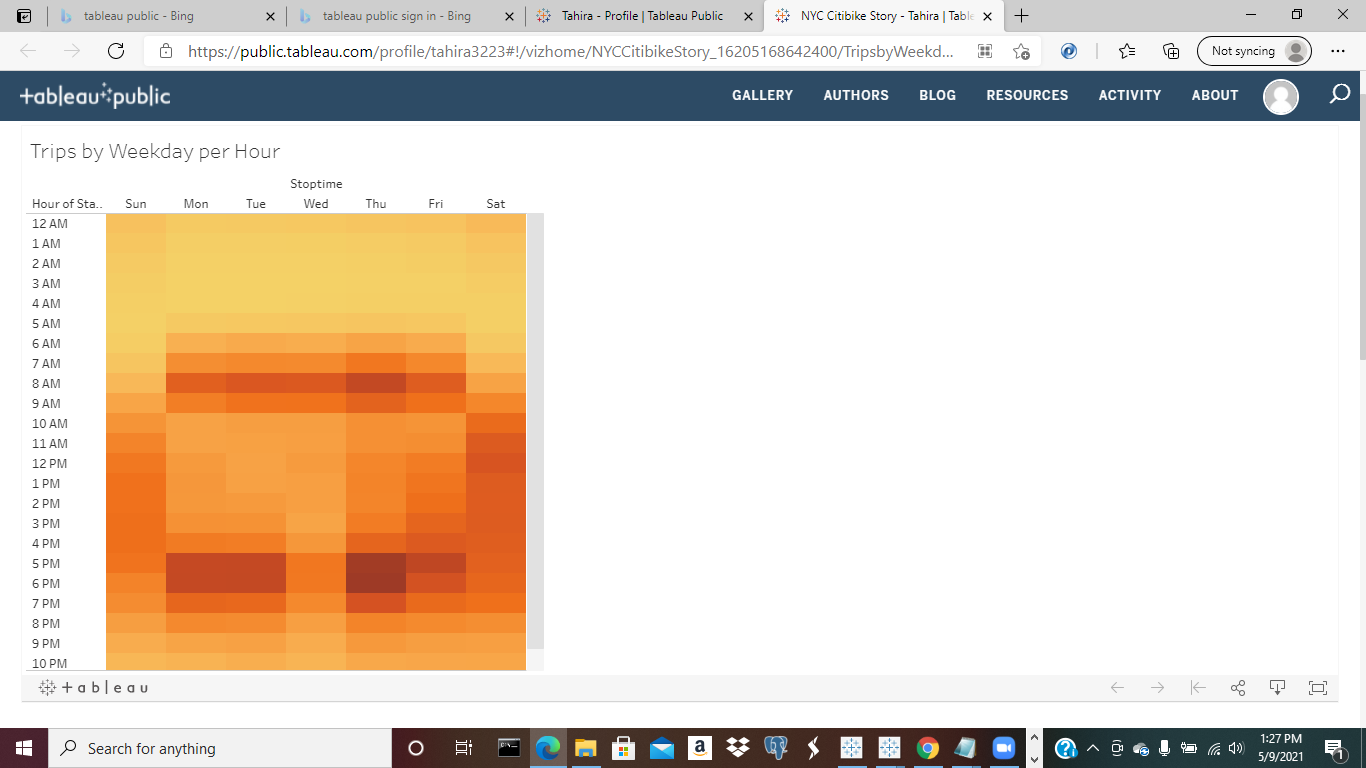 tableau public - Bing
tableau public sign in - Bing
Tahira - Profile | Tableau Public
NYC Citibike Story - Tahira | Table
https://public.tableau.com/profile/tahira3223#!/vizhome/NYCCitibikeStory_16205168642400/TripsbyWeekd...
Not syncing
+ableau public
GALLERY AUTHORS BLOG RESOURCES ACTIVITY ABOUT
Trips by Weekday per Hour
Stoptime
Hour of Sta.. Sun Mon Tue Wed Thu Fri Sat
12 AM
1 AM
2 AM
3 AM
4 AM
5 AM
6 AM
7 AM
8 AM
9 AM
10 AM
11 AM
12 PM
1 PM
2 PM
3 PM
4 PM
5 PM
6 PM
7 PM
8 PM
9 PM
10 PM
+ableau
Search for anything
1:27 PM
5/9/2021
1